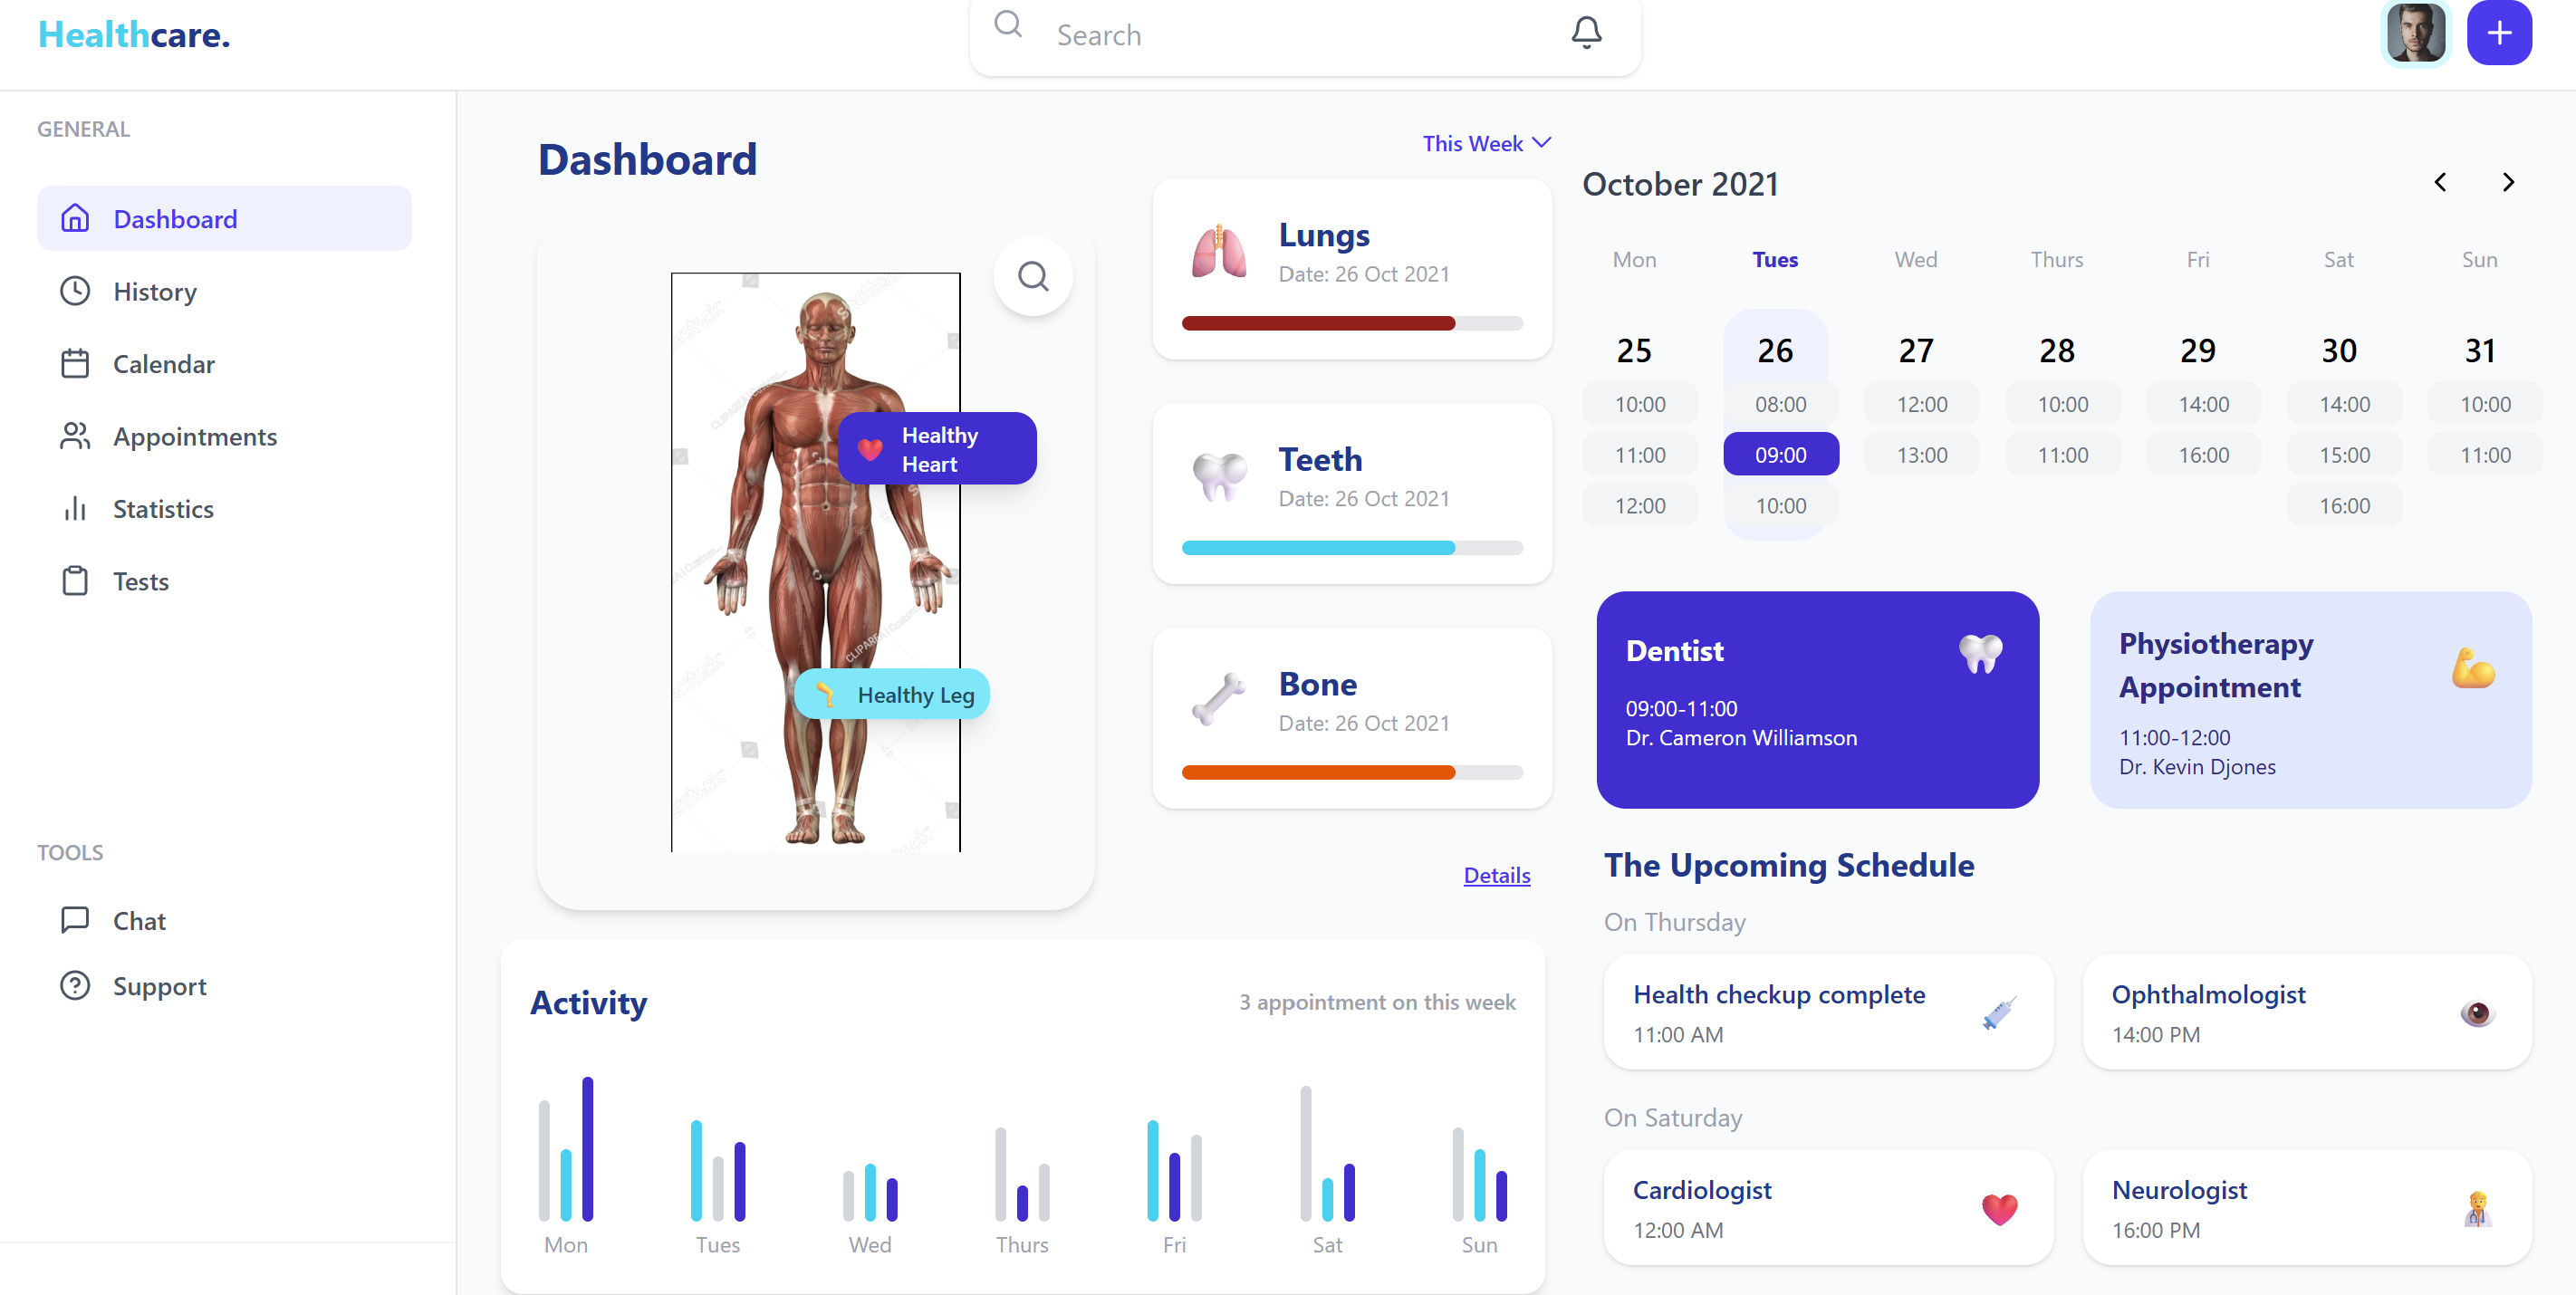 Healthcare.
Search
GENERAL
Dashboard
History
Calendar
Appointments
Statistics
Tests
TOOLS
Chat
Support
Dashboard
This Week
Healthy
Heart
Healthy Leg
Lungs
Date: 26 Oct 2021
Teeth
Date: 26 Oct 2021
Bone
Date: 26 Oct 2021
Details
Activity
3 appointment on this week
Mon Tues Wed Thurs Fri Sat Sun
October 2021
Mon Tues Wed Thurs Fri Sat Sun
25 26 27 28 29 30 31
10:00 08:00 12:00 10:00 14:00 14:00 10:00
11:00 09:00 13:00 11:00 16:00 15:00 11:00
12:00 10:00 16:00
Dentist
09:00-11:00
Dr. Cameron Williamson
Physiotherapy
Appointment
11:00-12:00
Dr. Kevin Djones
The Upcoming Schedule
On Thursday
Health checkup complete
11:00 AM
Ophthalmologist
14:00 PM
On Saturday
Cardiologist
12:00 AM
Neurologist
16:00 PM